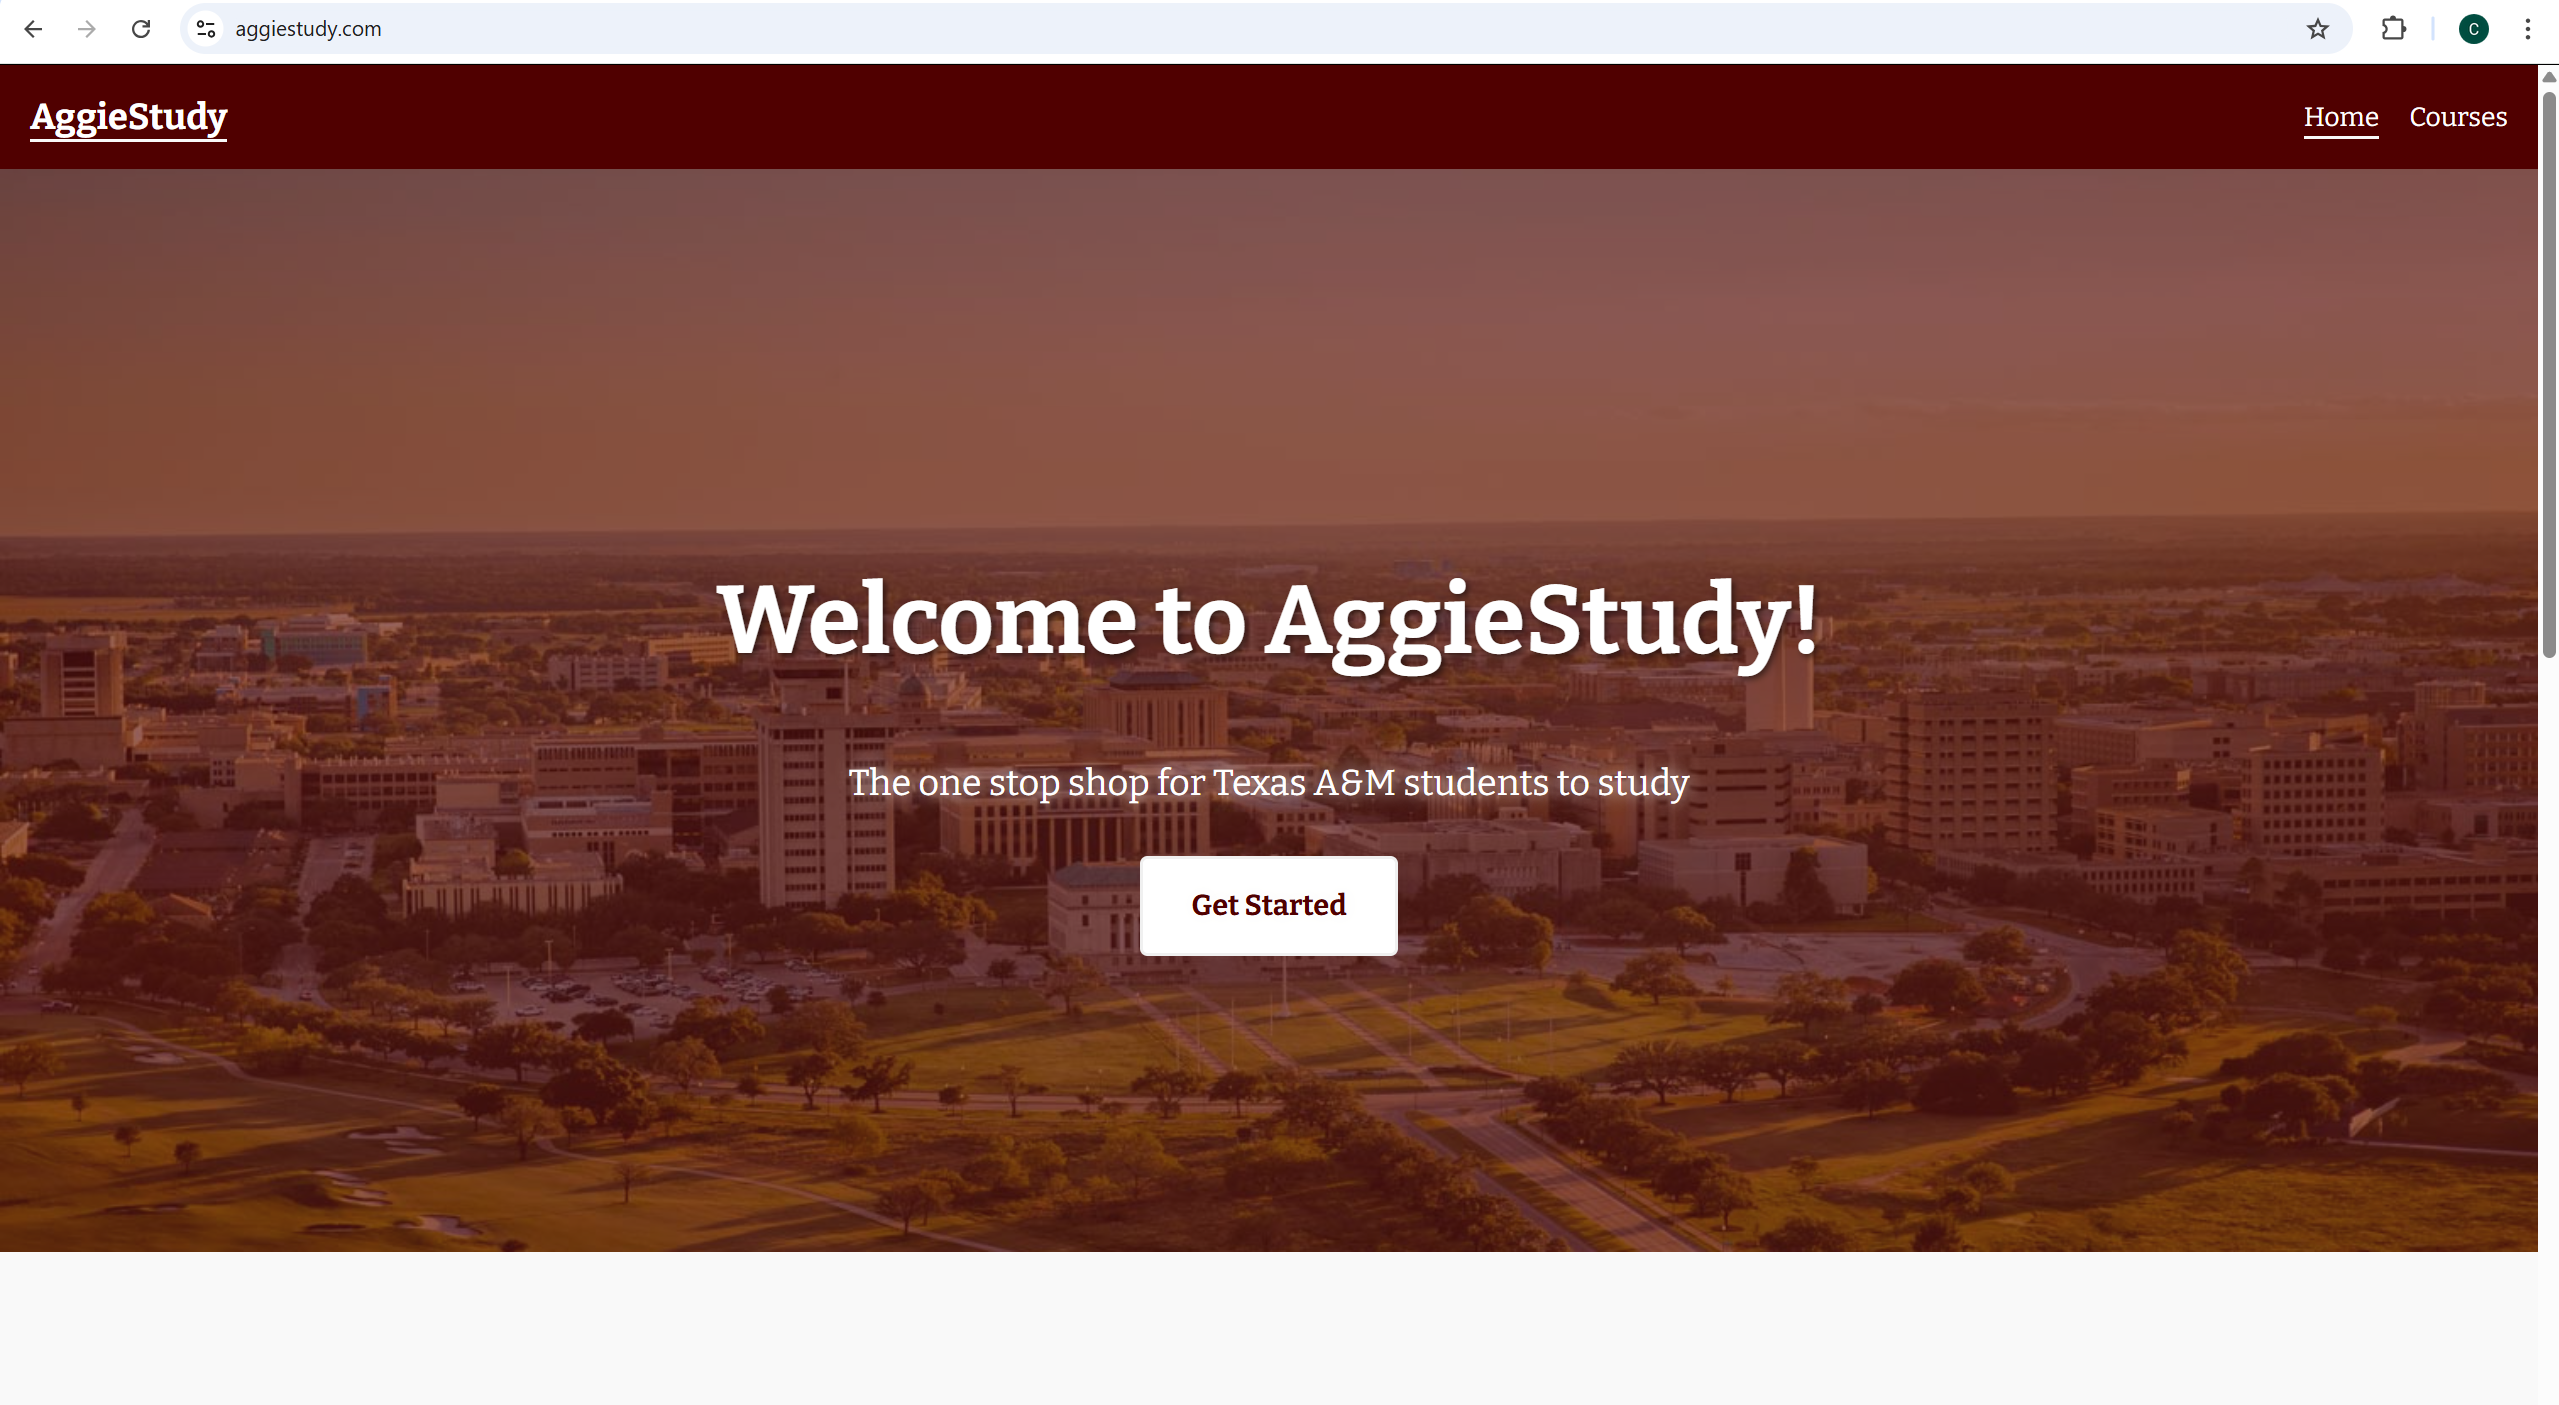 aggiestudy.com
C
AggieStudy
Home Courses
Welcome to AggieStudy!
The one stop shop for Texas A&M students to study
Get Started